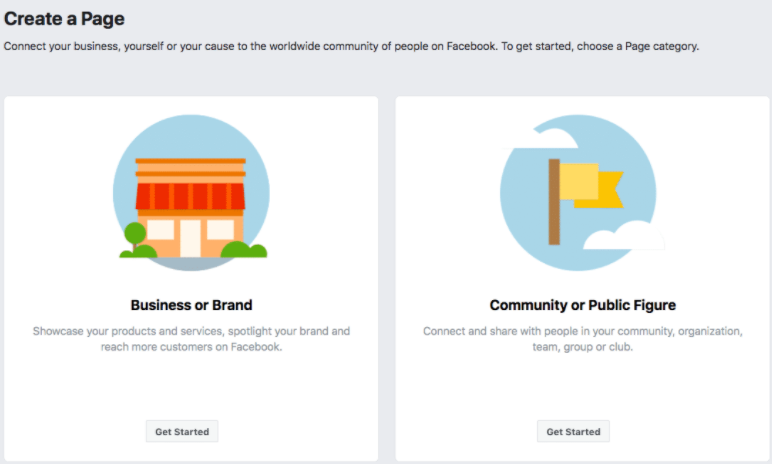 Create a Page
Connect your business, yourself or your cause to the worldwide community of people on Facebook. To get started, choose a Page category.
Business or Brand
Showcase your products and services, spotlight your brand and
reach more customers on Facebook.
Get Started
Community or Public Figure
Connect and share with people in your community, organization,
team, group or club.
Get Started